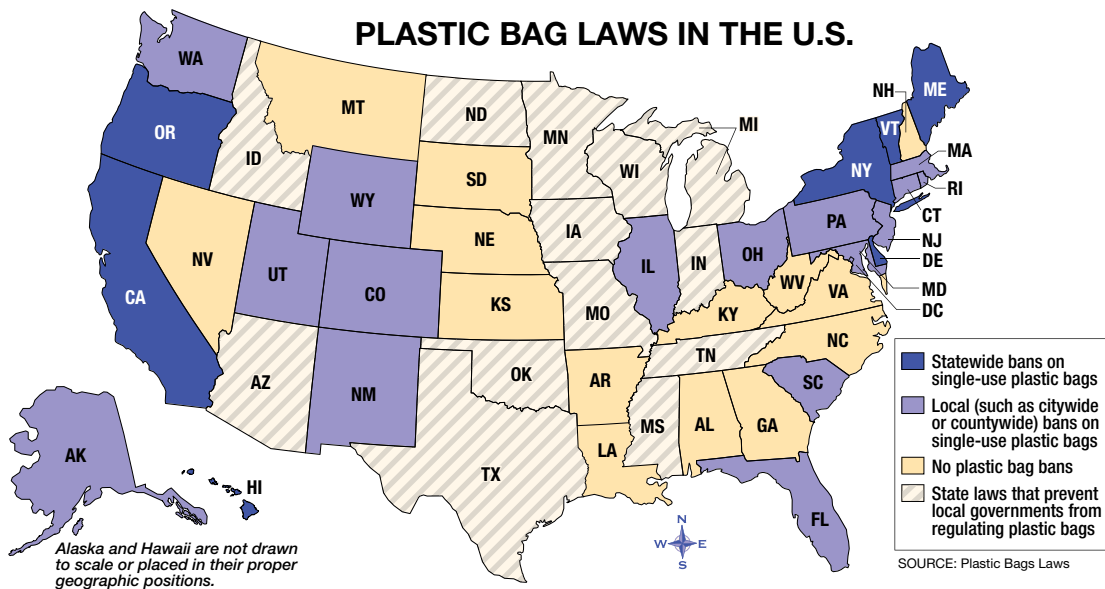 PLASTIC BAG LAWS IN THE U.S.
WA
OR
CA
ID
NV
MT
WY
UT
CO
AZ
NM
ND
SD
NE
KS
OK
TX
MN
IA
MO
AR
LA
WI
IL
MI
IN
OH
KY
TN
MS
AL
GA
FL
SC
NC
VA
WV
PA
NY
VT
NH
ME
MA
RI
CT
NJ
DE
MD
DC
AK
HI
Alaska and Hawaii are not drawn
to scale or placed in their proper
geographic positions.
N
W E
S
Statewide bans on
single-use plastic bags
Local (such as citywide
or countywide) bans on
single-use plastic bags
No plastic bag bans
State laws that prevent
local governments from
regulating plastic bags
SOURCE: Plastic Bags Laws